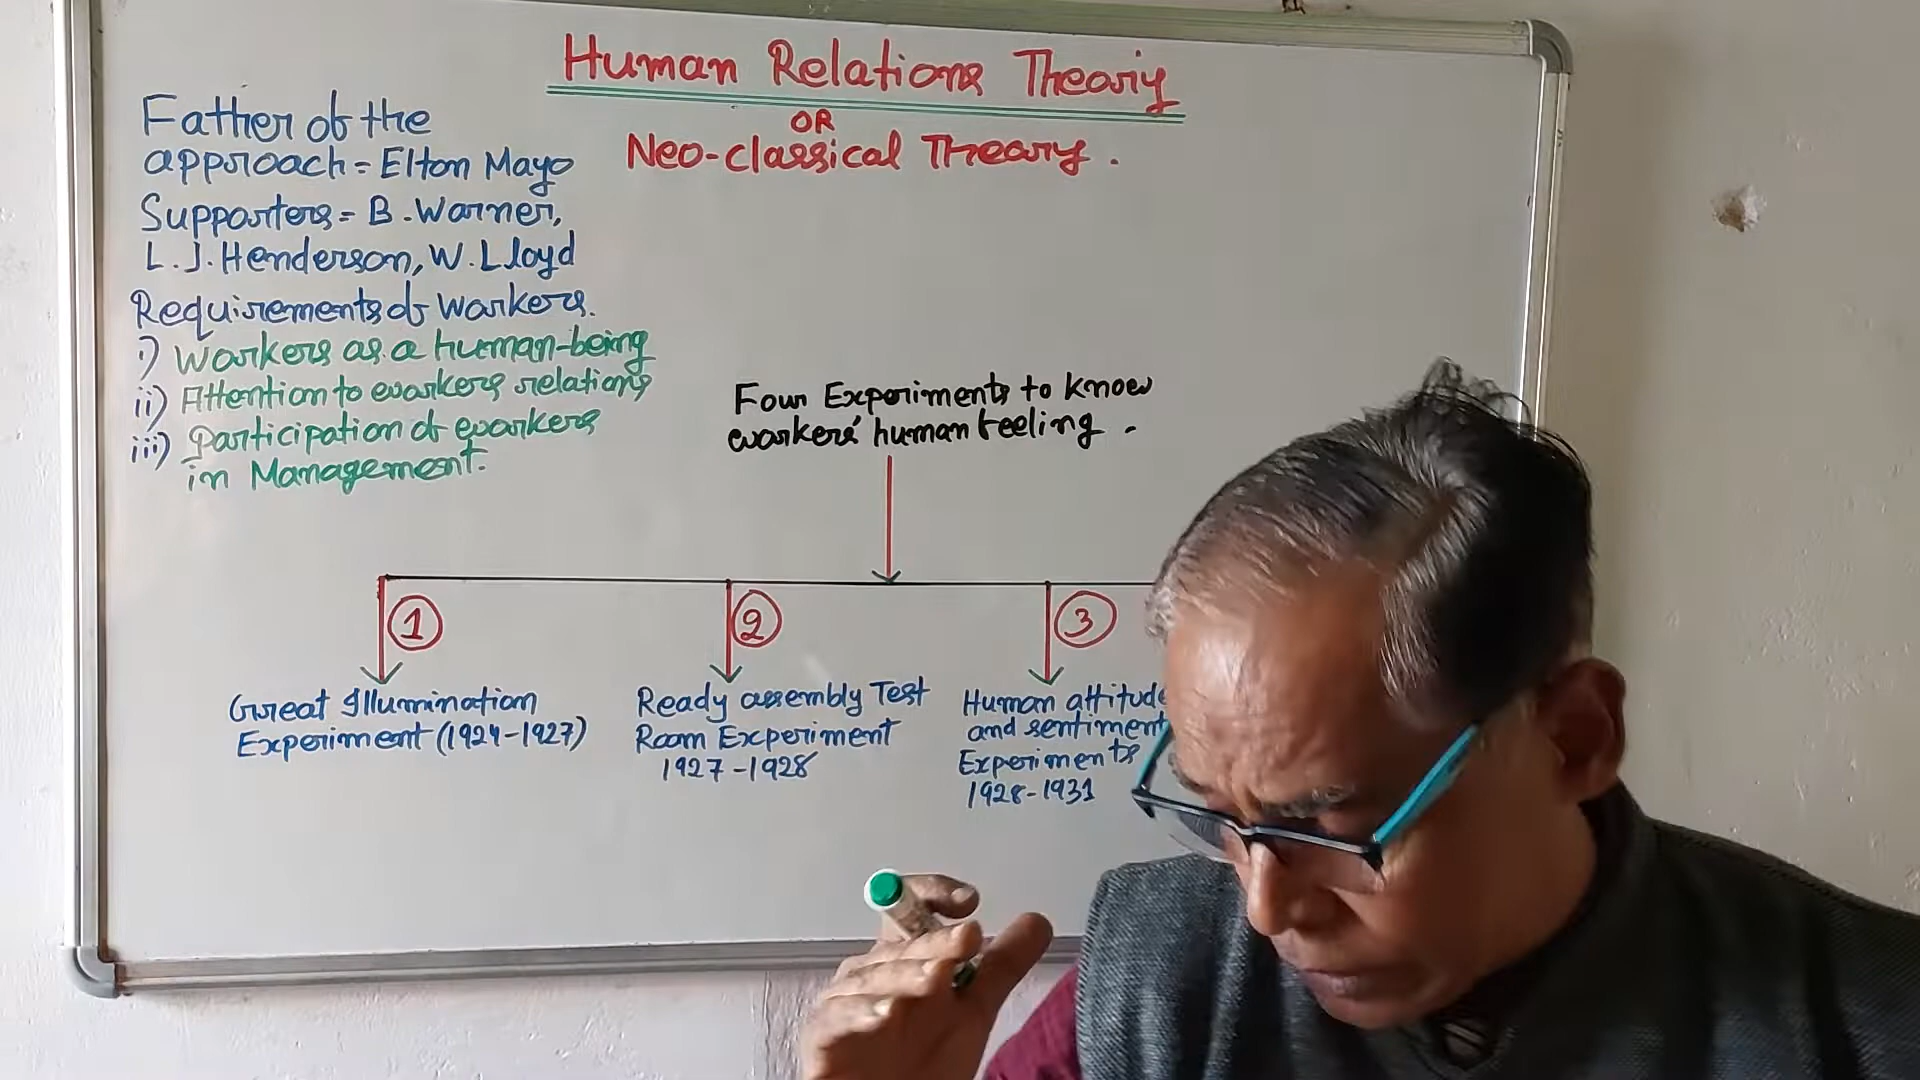 Human Relations Theory
OR
Neo-classical Theory.
Father of the
approach = Elton Mayo
Supporters = B. Warner,
L.J. Henderson, W. Lloyd
Requirements of workers.
i) Workers as a human-being
ii) Attention to workers relations
iii) Participation of workers
in Management.
Four Experiments to know
workers' human feeling.
1
2
3
Great Illumination
Experiment (1924-1927)
Ready assembly Test
Room Experiment
1927-1928
Human attitude
and sentiment
Experiments
1928-1931